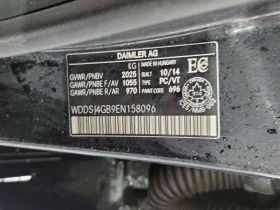 DAIMLER AG
KG
MADE IN HUNGARY
GVWR/PNBV 2025 BUILT 10/14
GAWR/PNBE F/AV 1055 TYPE PC/VT
GAWR/PNBE R/AR 970 PAINT CODE 696
EC
WDDSJ4GB9EN158096